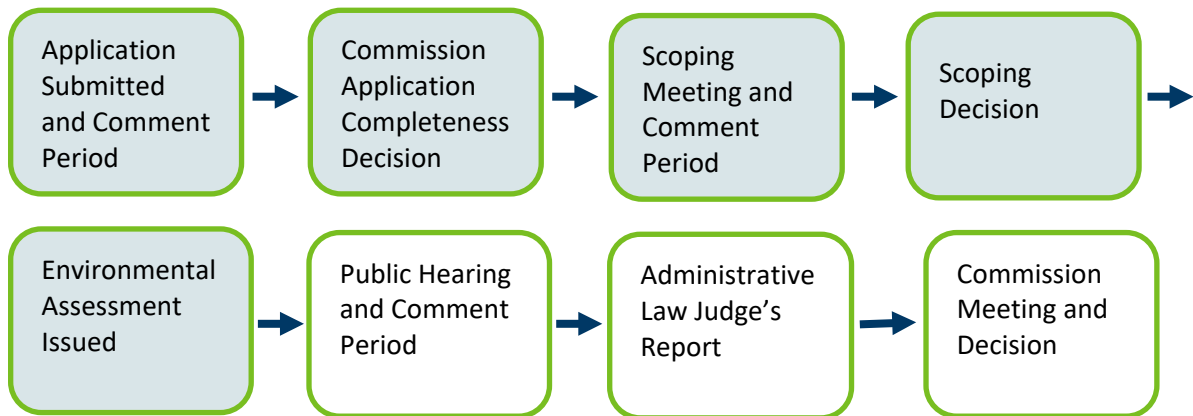 Application
Submitted
and Comment
Period
Commission
Application
Completeness
Decision
Scoping
Meeting and
Comment
Period
Scoping
Decision
Environmental
Assessment
Issued
Public Hearing
and Comment
Period
Administrative
Law Judge’s
Report
Commission
Meeting and
Decision